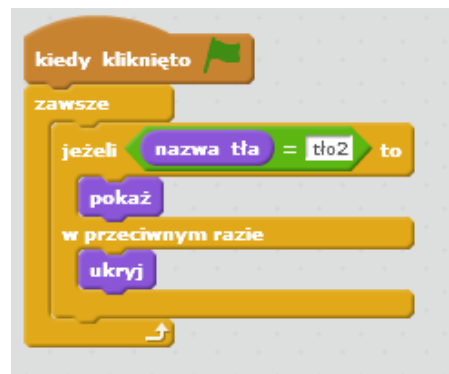 kiedy kliknięto
zawsze
jeżeli nazwa tła = tło2 to
pokaż
w przeciwnym razie
ukryj